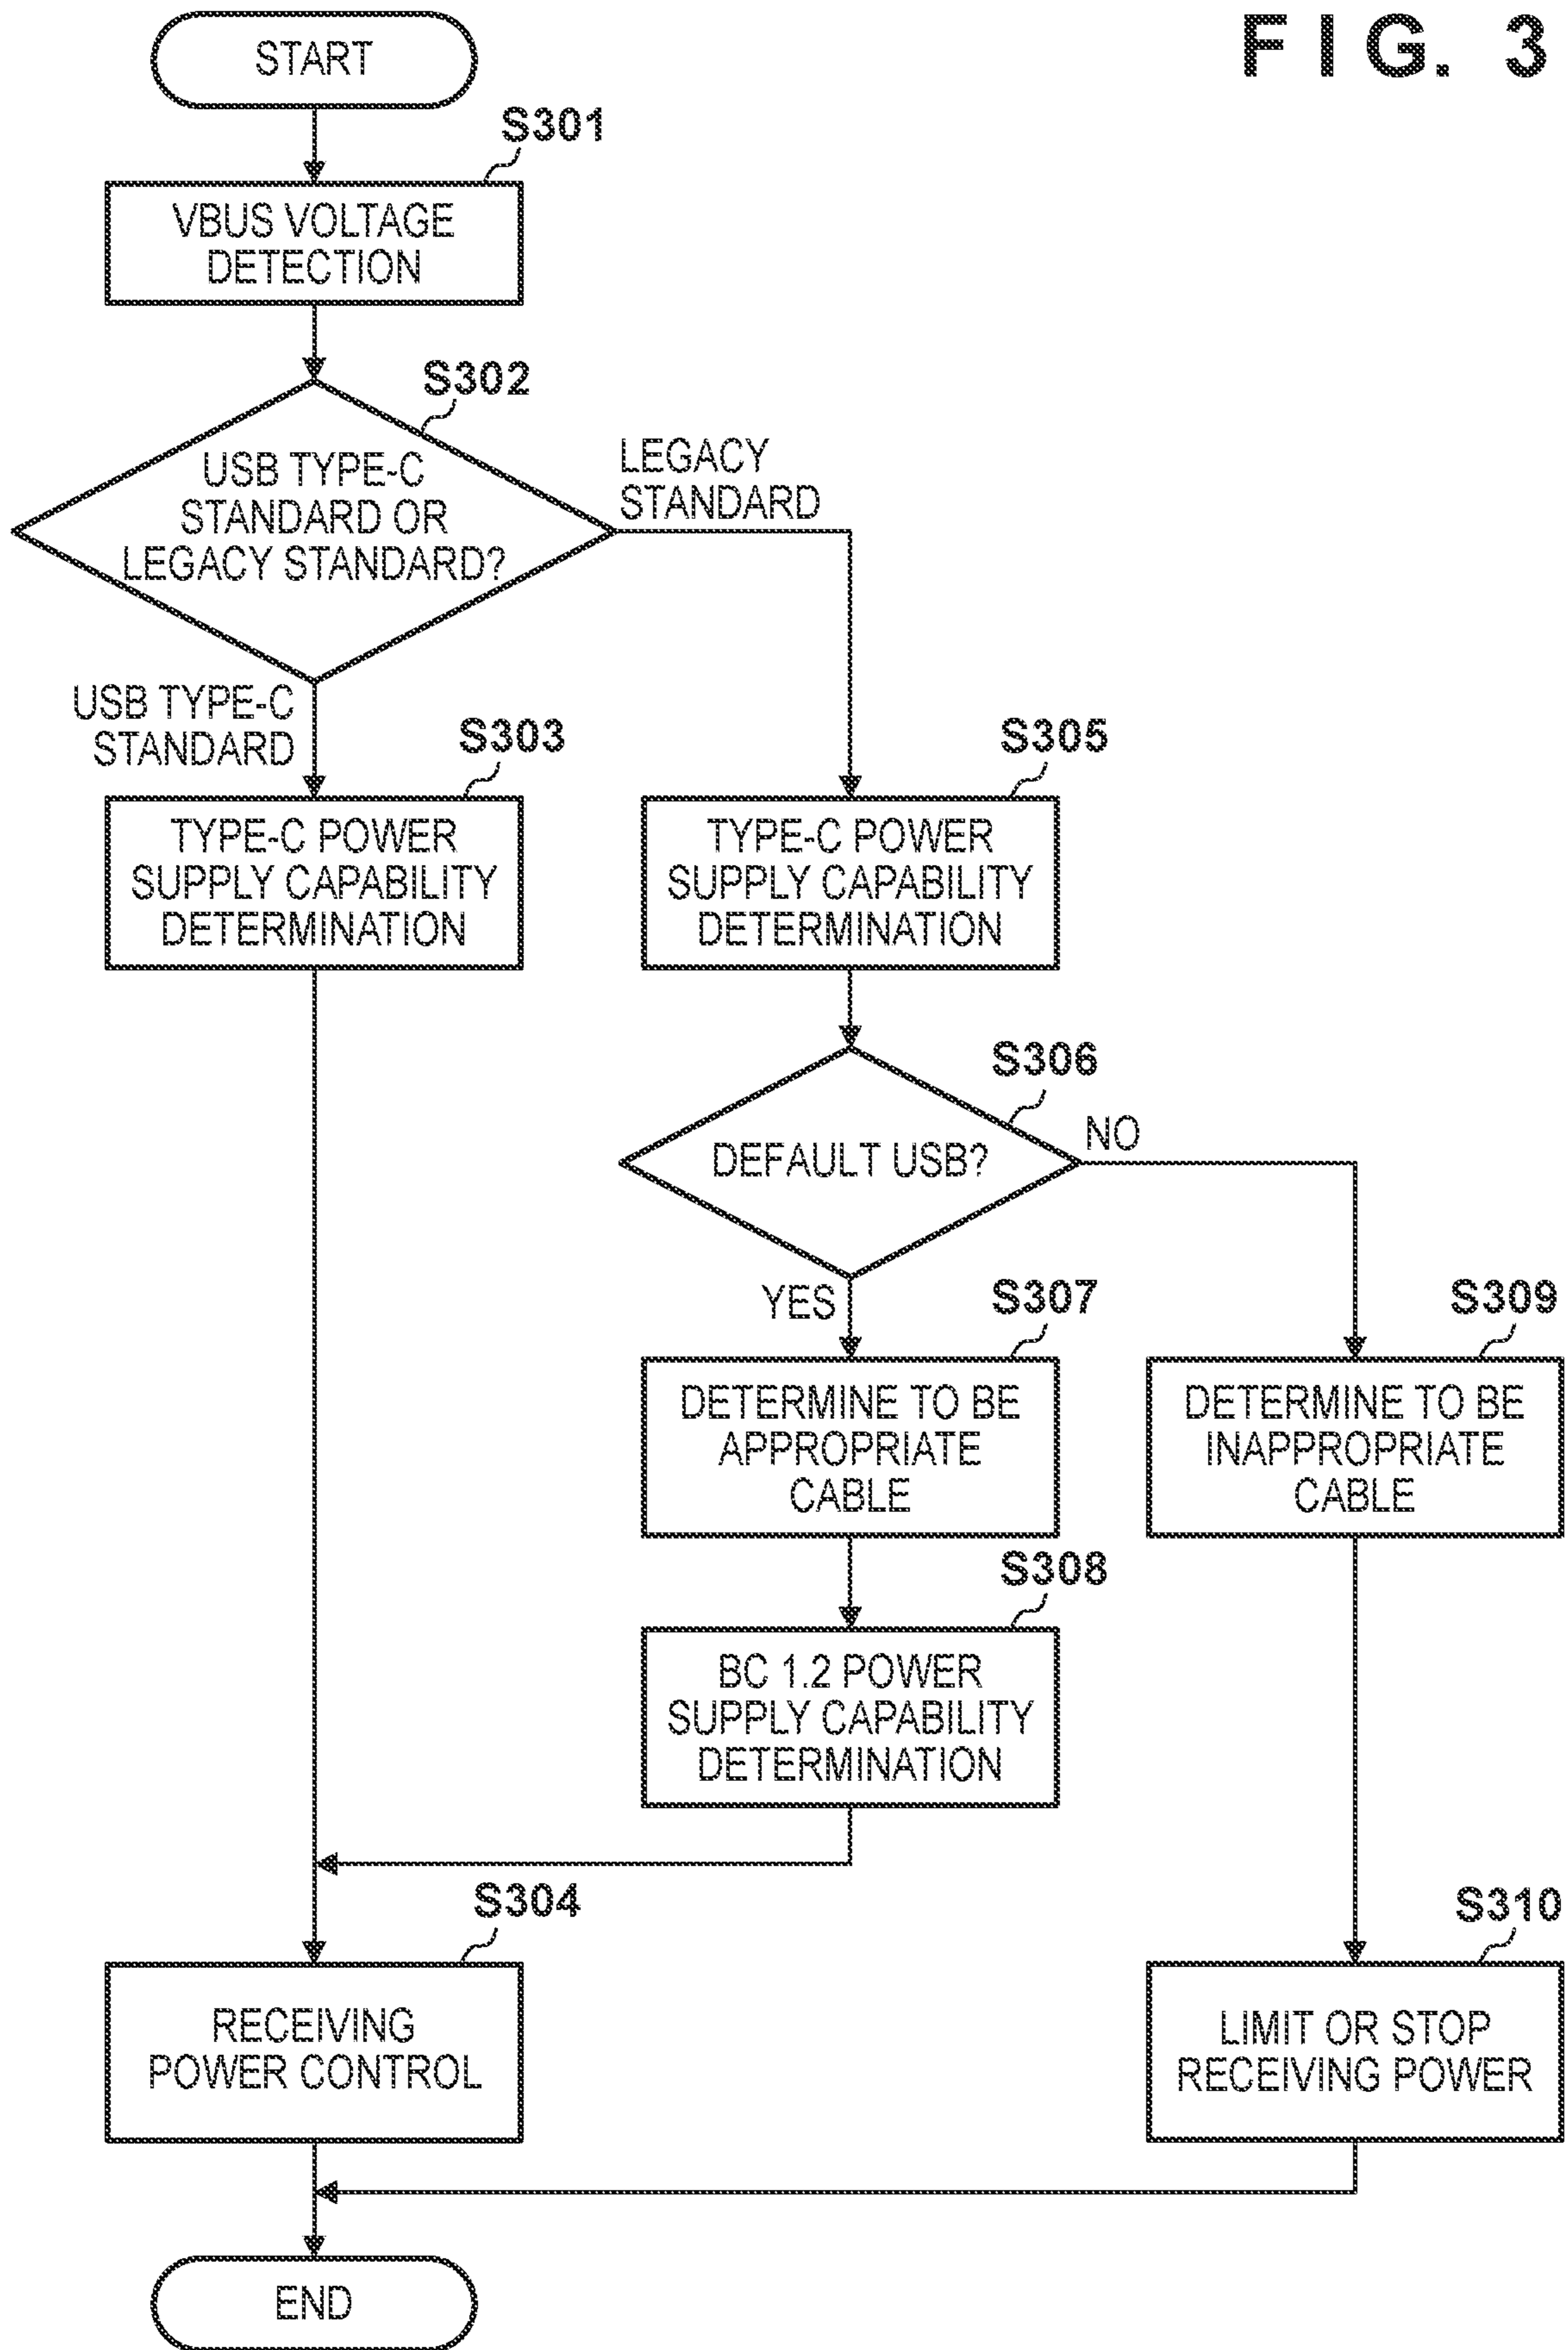 FIG. 3
START
S301
VBUS VOLTAGE
DETECTION
S302
USB TYPE-C
STANDARD OR
LEGACY STANDARD?
LEGACY
STANDARD
USB TYPE-C
STANDARD
S303
TYPE-C POWER
SUPPLY CAPABILITY
DETERMINATION
S305
TYPE-C POWER
SUPPLY CAPABILITY
DETERMINATION
S306
DEFAULT USB?
NO
YES
S307
DETERMINE TO BE
APPROPRIATE
CABLE
S309
DETERMINE TO BE
INAPPROPRIATE
CABLE
S308
BC 1.2 POWER
SUPPLY CAPABILITY
DETERMINATION
S304
RECEIVING
POWER CONTROL
S310
LIMIT OR STOP
RECEIVING POWER
END